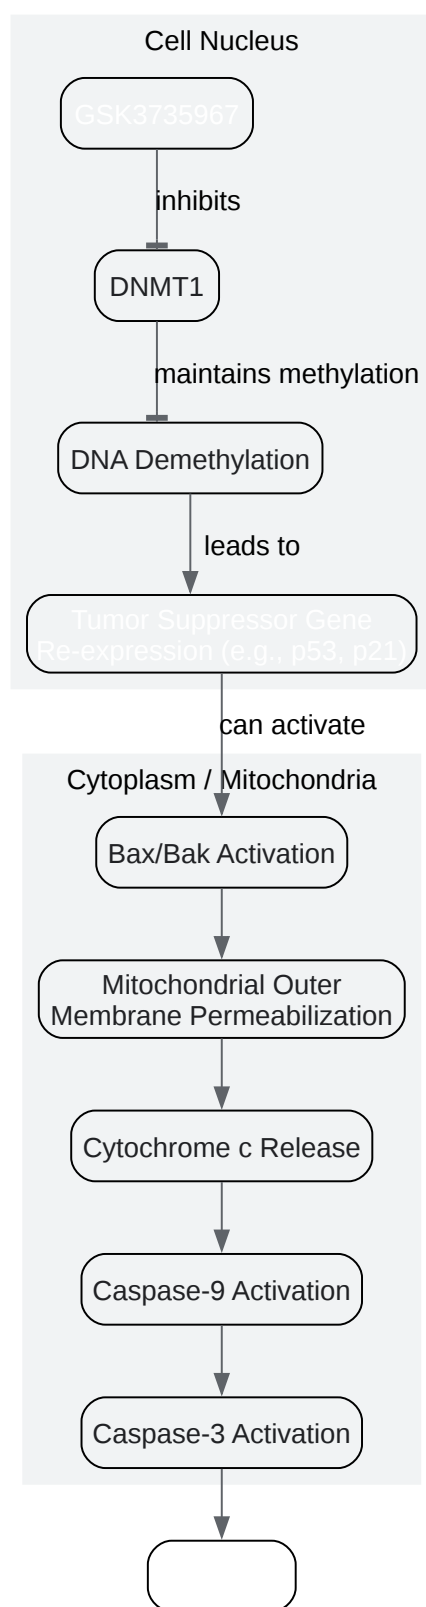 Cell Nucleus
GSK3735967
inhibits
DNMT1
maintains methylation
DNA Demethylation
leads to
Tumor Suppressor Gene
Re-expression (e.g., p53, p21)
can activate
Cytoplasm / Mitochondria
Bax/Bak Activation
Mitochondrial Outer
Membrane Permeabilization
Cytochrome c Release
Caspase-9 Activation
Caspase-3 Activation